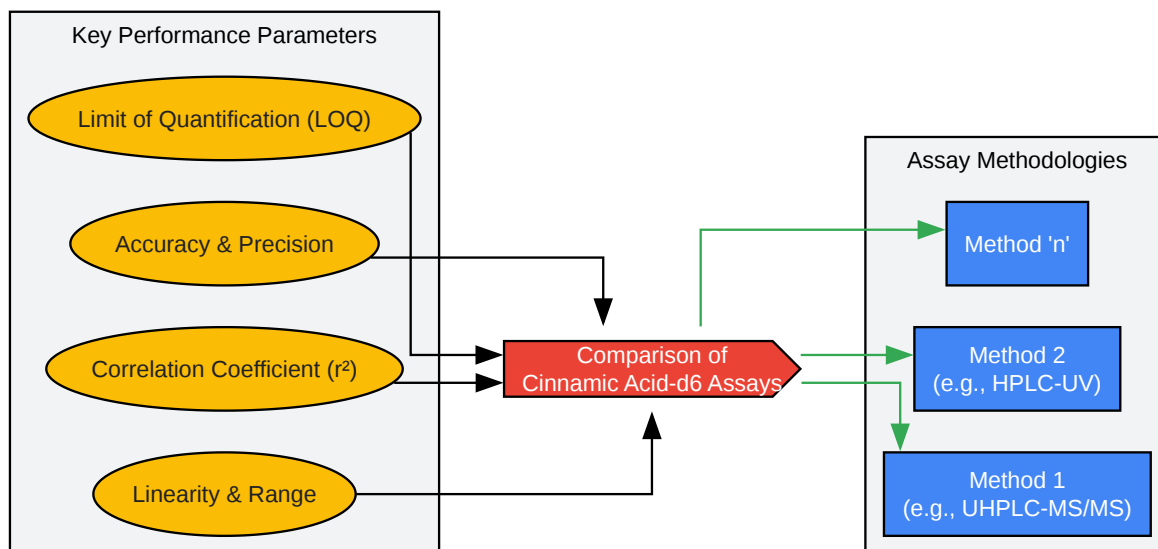 Key Performance Parameters
Limit of Quantification (LOQ)
Accuracy & Precision
Correlation Coefficient (r²)
Linearity & Range
Comparison of
Cinnamic Acid-d6 Assays
Assay Methodologies
Method 'n'
Method 2
(e.g., HPLC-UV)
Method 1
(e.g., UHPLC-MS/MS)